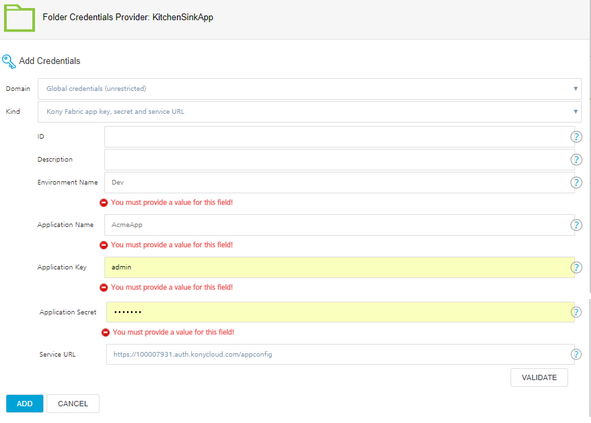 Folder Credentials Provider: KitchenSinkApp
Add Credentials
Domain Global credentials (unrestricted)
Kind Kony Fabric app key, secret and service URL
ID ?
Description ?
Environment Name Dev ?
You must provide a value for this field!
Application Name AcmeApp ?
You must provide a value for this field!
Application Key admin ?
You must provide a value for this field!
Application Secret ••••••• ?
You must provide a value for this field!
Service URL https://100007931.auth.konycloud.com/appconfig ?
VALIDATE
ADD CANCEL